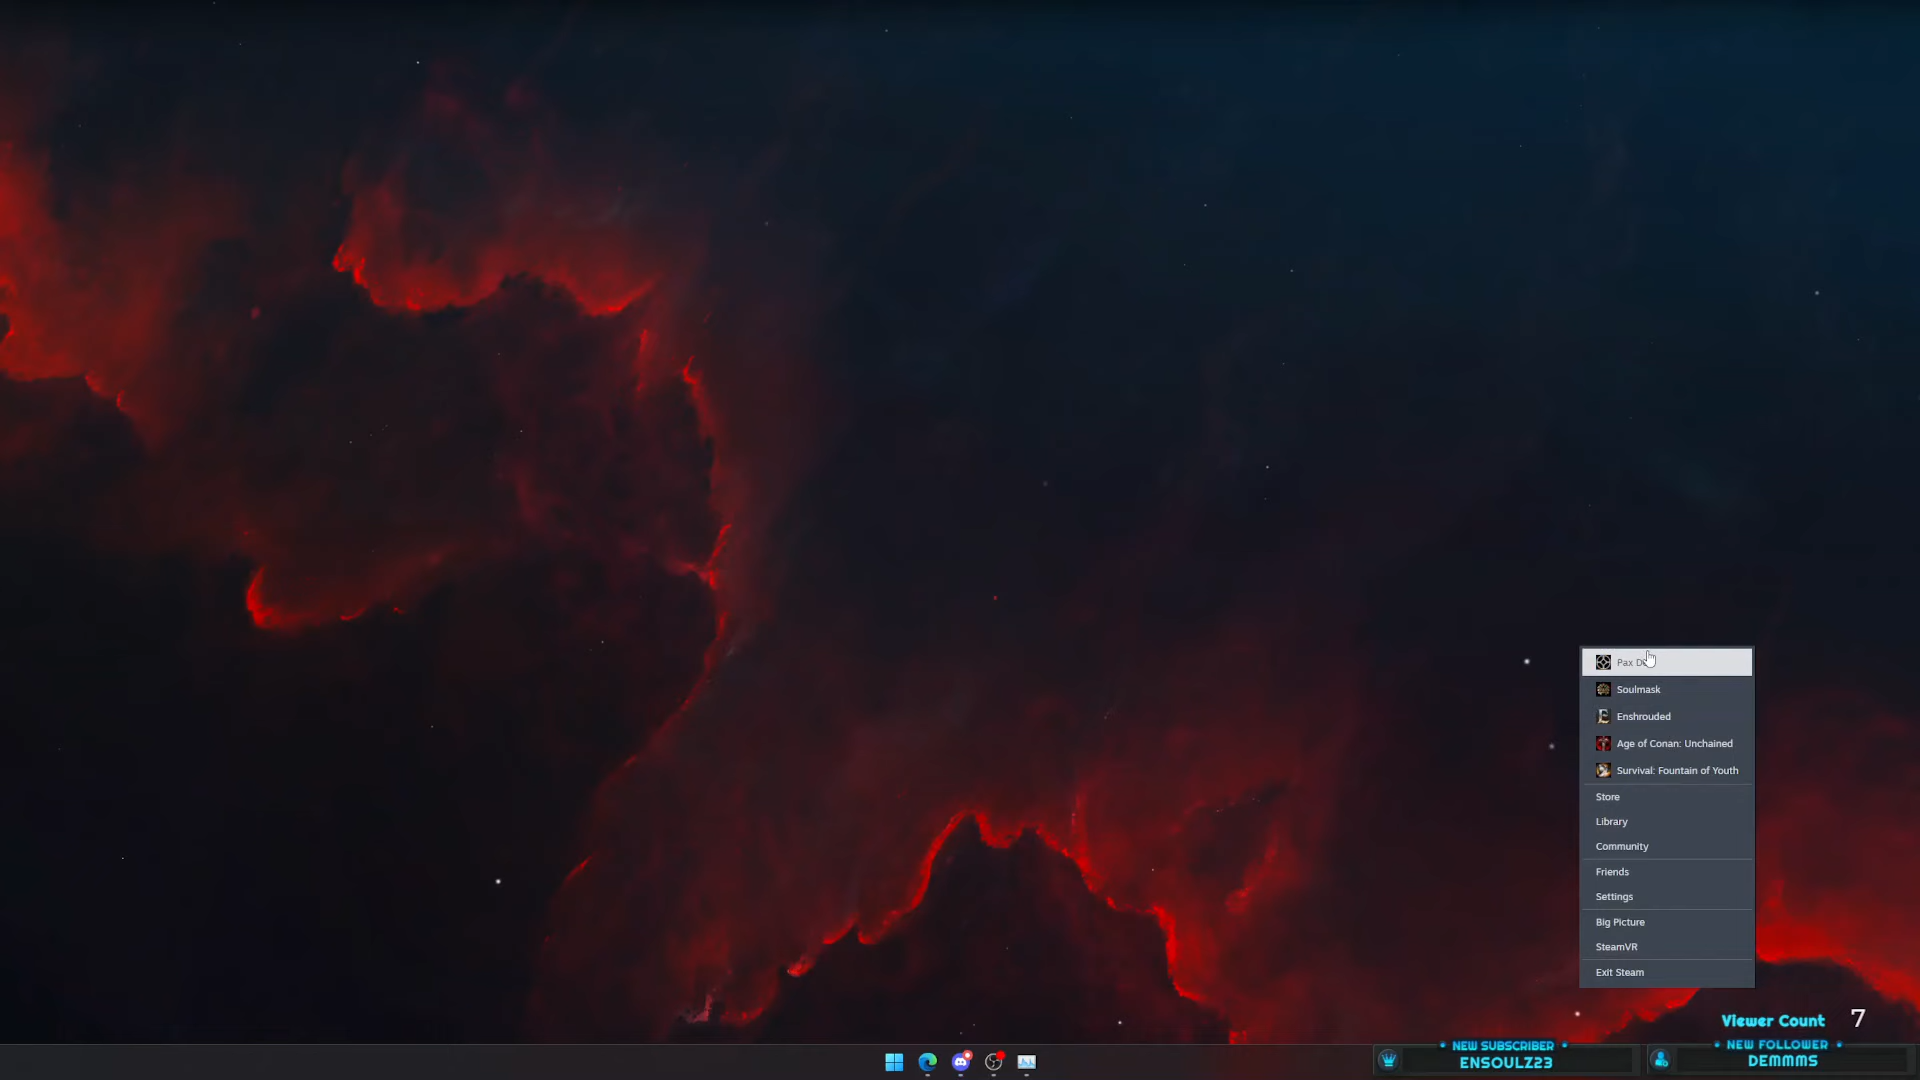 Pax D
Soulmask
Enshrouded
Age of Conan: Unchained
Survival: Fountain of Youth
Store
Library
Community
Friends
Settings
Big Picture
SteamVR
Exit Steam
Viewer Count 7
NEW SUBSCRIBER
ENSOULZ23
NEW FOLLOWER
DEMMMS